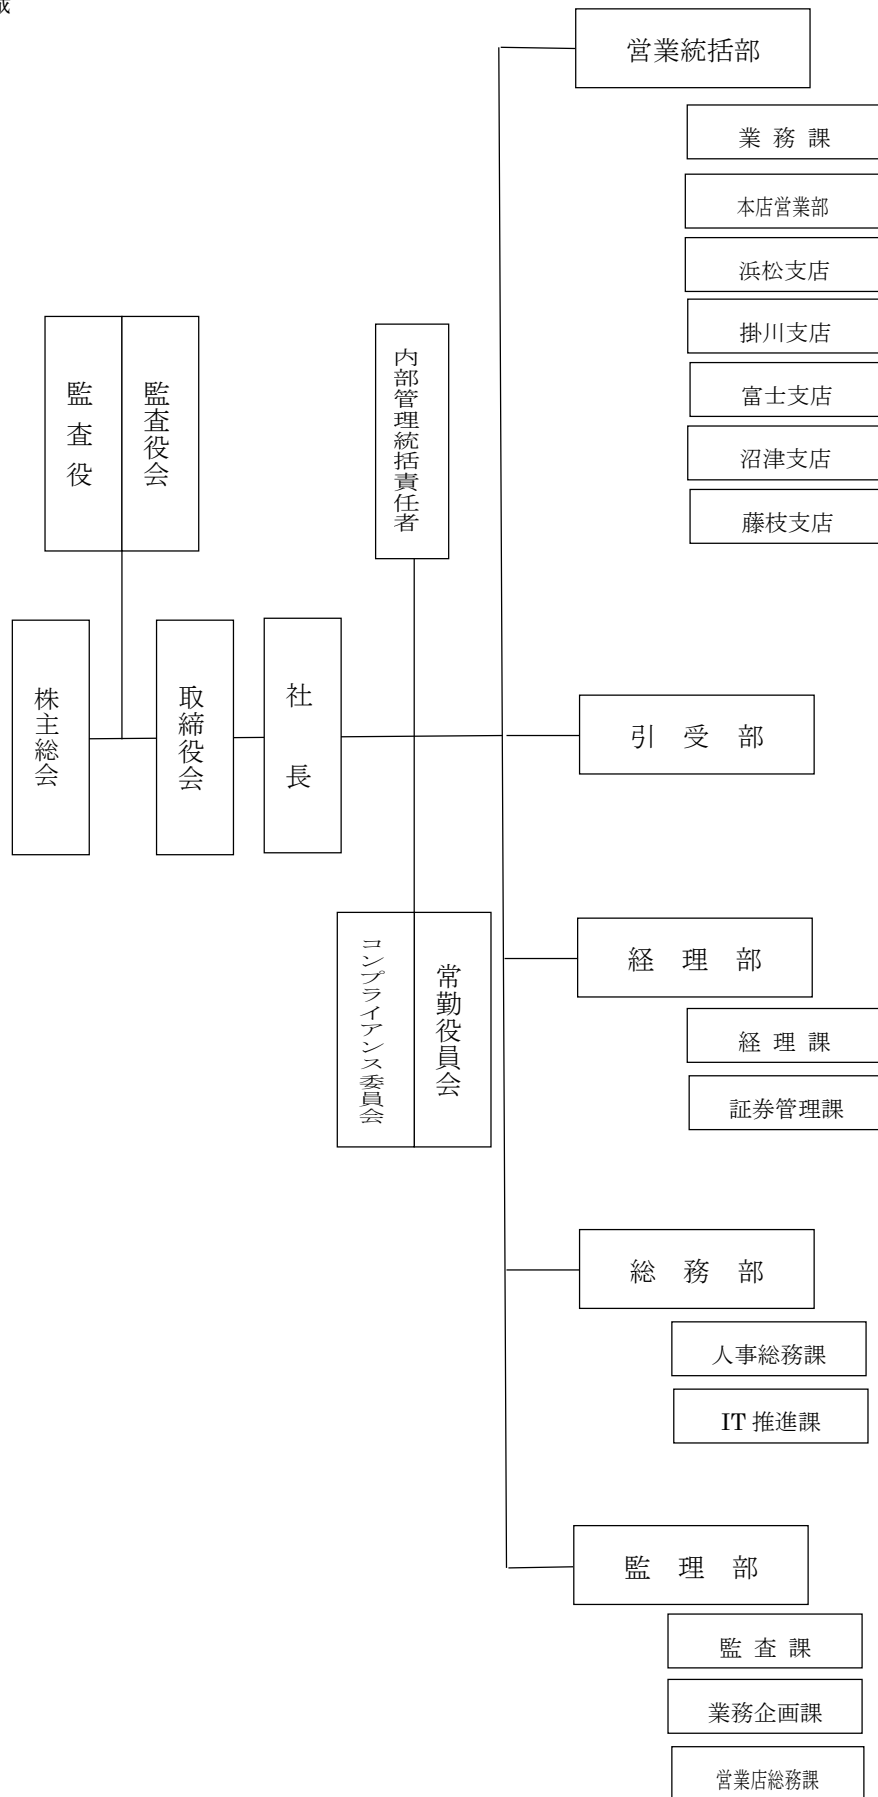 営業統括部
業 務 課
本店営業部
浜松支店
掛川支店
富士支店
沼津支店
藤枝支店
監査役
監査役会
内部管理統括責任者
株主総会
取締役会
社長
引 受 部
コンプライアンス委員会
常勤役員会
経 理 部
経 理 課
証券管理課
総 務 部
人事総務課
IT 推進課
監 理 部
監 査 課
業務企画課
営業店総務課